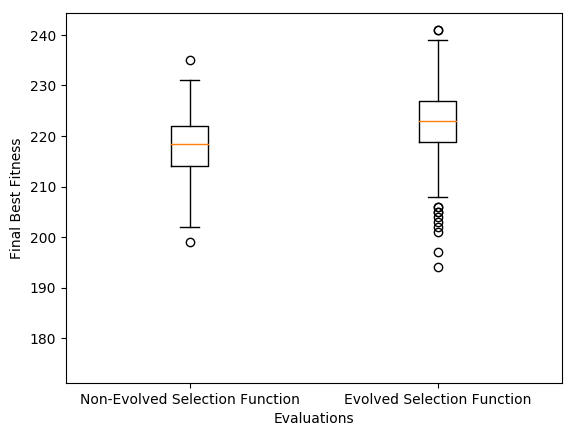 240
230
220
210
200
190
180
Final Best Fitness
Non-Evolved Selection Function
Evolved Selection Function
Evaluations